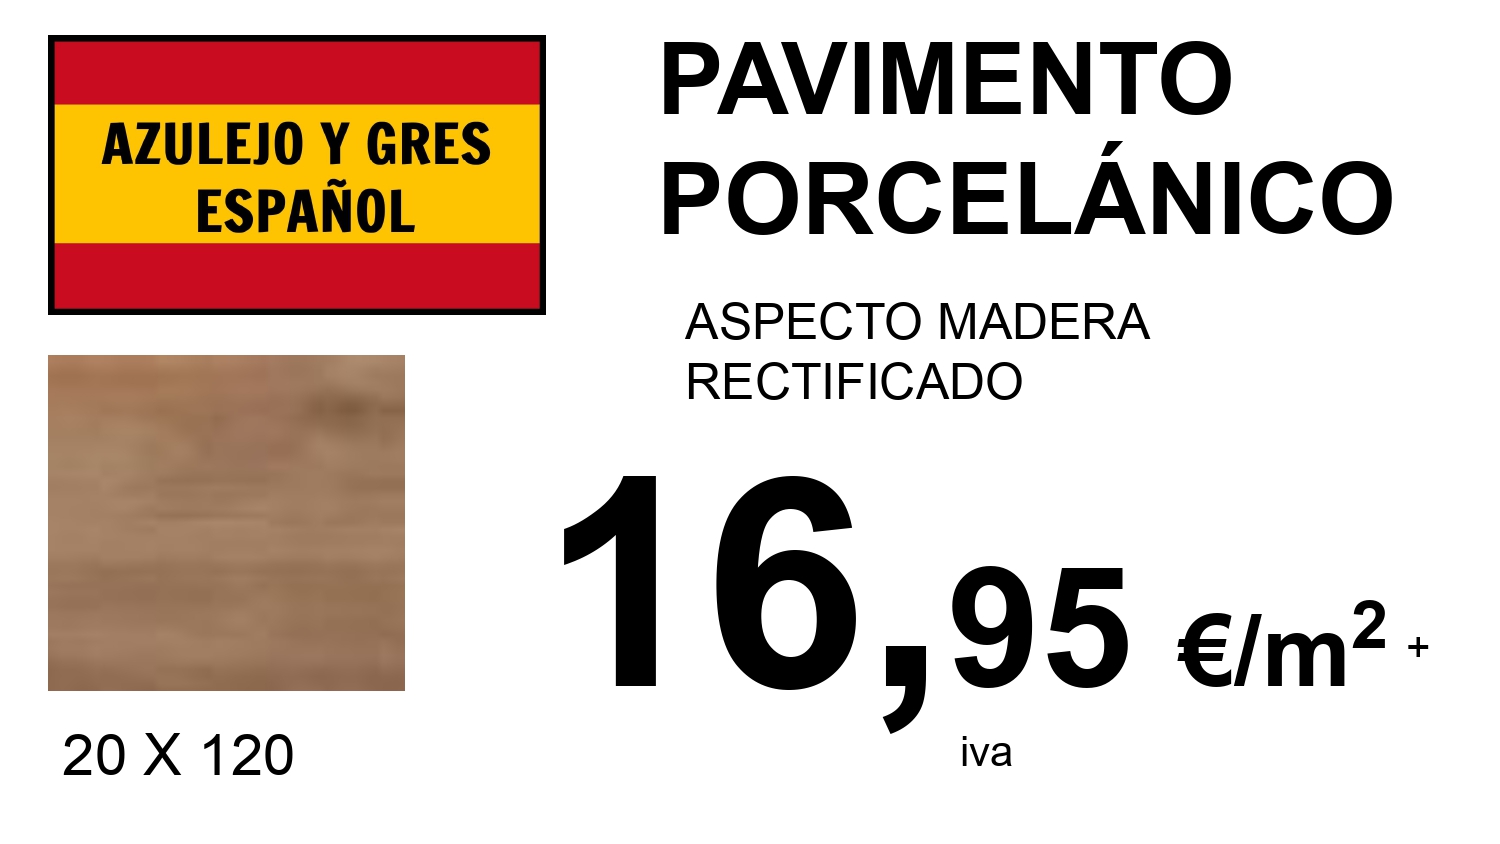 AZULEJO Y GRES
ESPAÑOL
PAVIMENTO
PORCELÁNICO
ASPECTO MADERA
RECTIFICADO
16,95 €/m² +
iva
20 X 120